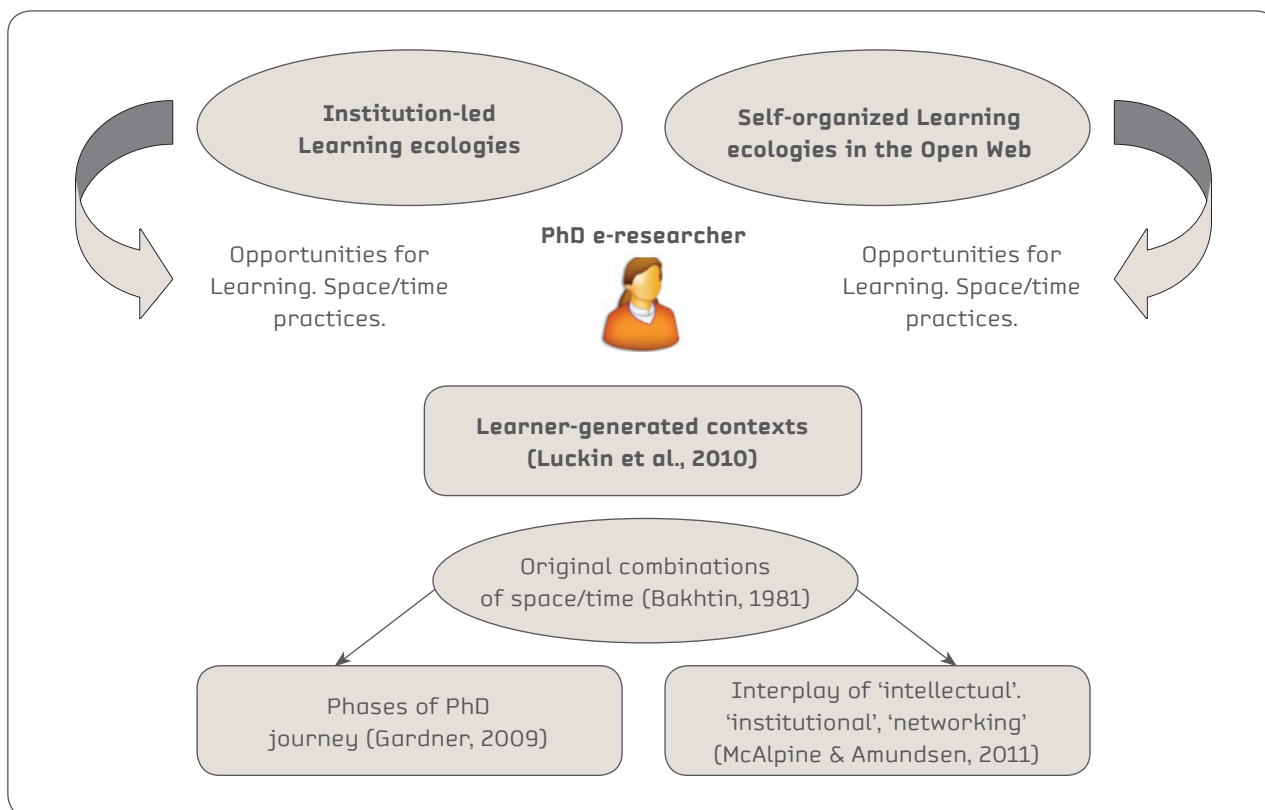 Institution-led
Learning ecologies
Self-organized Learning
ecologies in the Open Web
PhD e-researcher
Opportunities for
Learning. Space/time
practices.
Opportunities for
Learning. Space/time
practices.
Learner-generated contexts
(Luckin et al., 2010)
Original combinations
of space/time (Bakhtin, 1981)
Phases of PhD
journey (Gardner, 2009)
Interplay of ‘intellectual’.
‘institutional’, ‘networking’
(McAlpine & Amundsen, 2011)